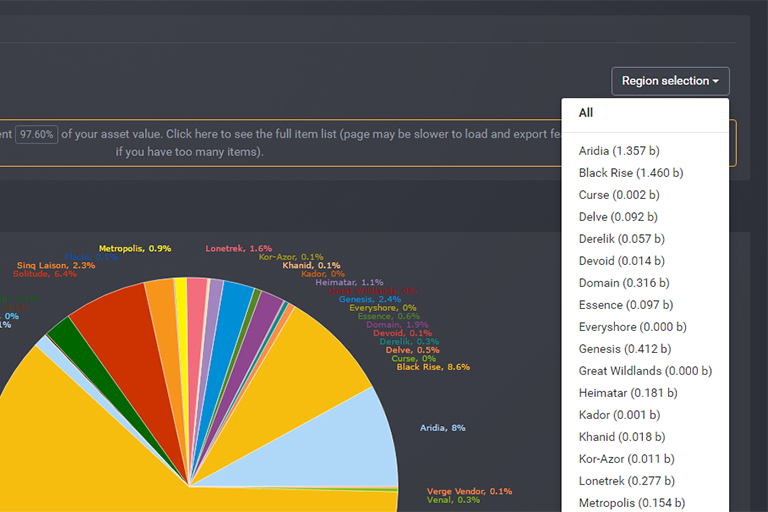 Region selection
All
ent 97.60% of your asset value. Click here to see the full item list (page may be slower to load and export fe
if you have too many items).
Aridia (1.357 b)
Black Rise (1.460 b)
Curse (0.002 b)
Delve (0.092 b)
Derelik (0.057 b)
Devoid (0.014 b)
Domain (0.316 b)
Essence (0.097 b)
Everyshore (0.000 b)
Genesis (0.412 b)
Great Wildlands (0.000 b)
Heimatar (0.181 b)
Kador (0.001 b)
Khanid (0.018 b)
Kor-Azor (0.011 b)
Lonetrek (0.277 b)
Metropolis (0.154 b)
Metropolis, 0.9%
Lonetrek, 1.6%
Kor-Azor, 0.1%
Sinq Laison, 2.3%
Khanid, 0.1%
Solitude, 6.4%
Kador, 0%
Heimatar, 1.1%
Great Wildlands, 0%
Genesis, 2.4%
Everyshore, 0%
, 0%
Essence, 0.6%
1%
Domain, 1.9%
Devoid, 0.1%
Derelik, 0.3%
Delve, 0.5%
Curse, 0%
Black Rise, 8.6%
Aridia, 8%
Verge Vendor, 0.1%
Venal, 0.3%